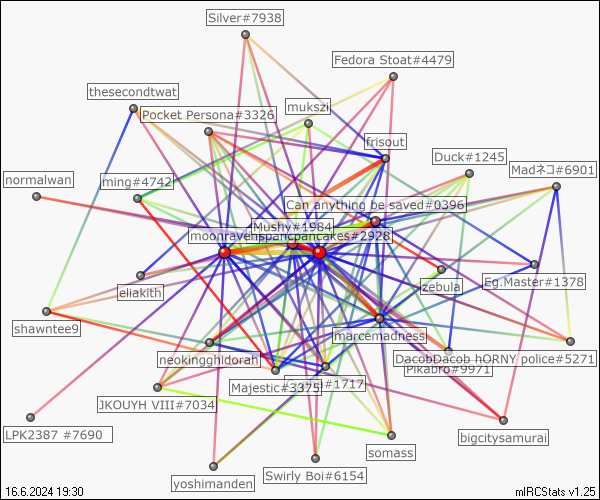 Silver#7938
Fedora Stoat#4479
thesecondtwat
mukszi
Pocket Persona#3326
frisout
Duck#1245
Madネコ#6901
normalwan
ming#4742
Can anything be saved#0396
Mushy#1984
moonraven
pancakes#2928
eliakith
zebula
Eg.Master#1378
shawntee9
marcemadness
neokingghidorah
DacobDacob hORNY police#5271
Majestic#3375
#1717
Pikabro#9971
JKOUYH VIII#7034
LPK2387 #7690
bigcitysamurai
somass
Swirly Boi#6154
yoshimanden
16.6.2024 19:30
mIRCStats v1.25